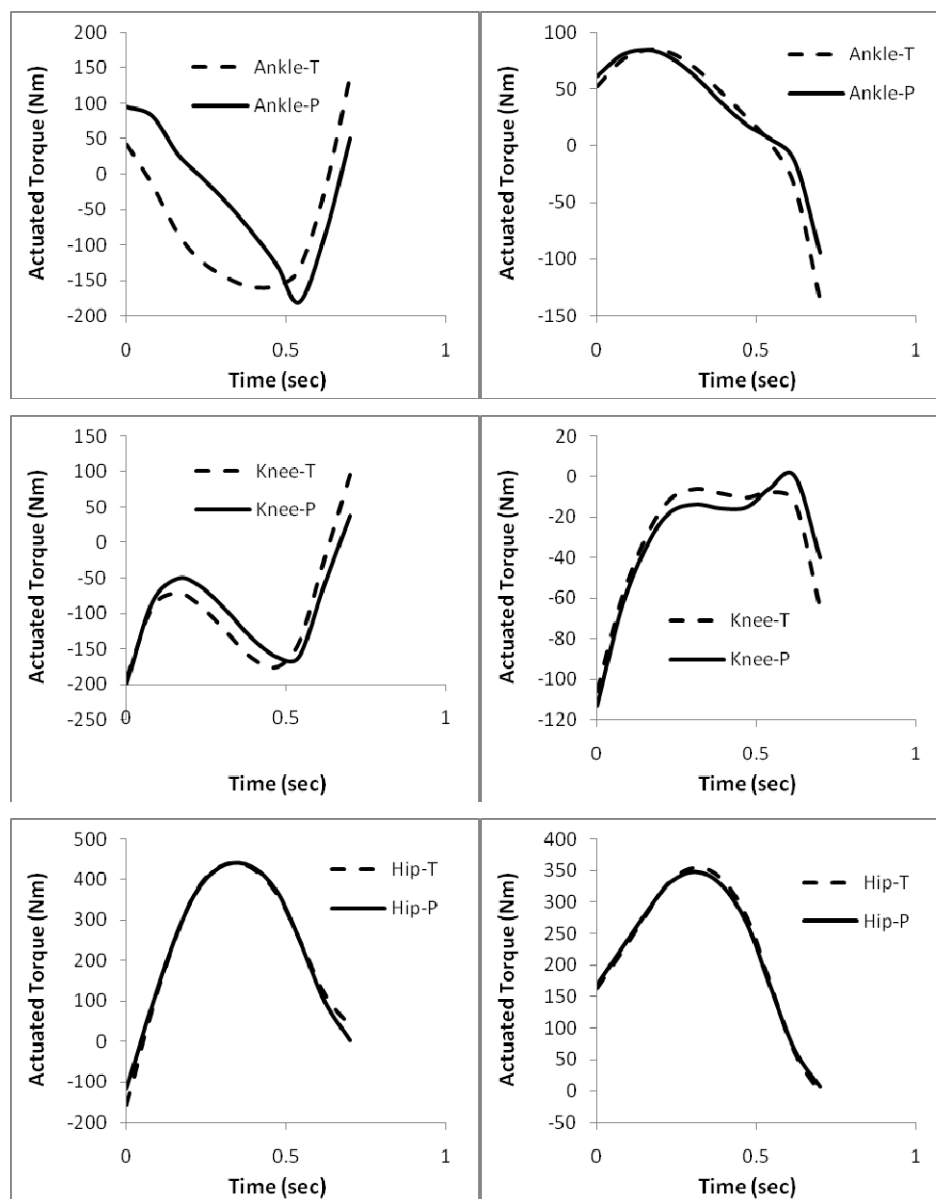 200
150
100
50
0
-50
-100
-150
-200
Actuated Torque (Nm)
Ankle-T
Ankle-P
0 0.5 1
Time (sec)
100
50
0
-50
-100
-150
Actuated Torque (Nm)
Ankle-T
Ankle-P
0 0.5 1
Time (sec)
150
100
50
0
-50
-100
-150
-200
-250
Actuated Torque (Nm)
Knee-T
Knee-P
0 0.5 1
Time (sec)
20
0
-20
-40
-60
-80
-100
-120
Actuated Torque (Nm)
Knee-T
Knee-P
0 0.5 1
Time (sec)
500
400
300
200
100
0
-100
-200
Actuated Torque (Nm)
Hip-T
Hip-P
0 0.5 1
Time (sec)
400
350
300
250
200
150
100
50
0
-50
Actuated Torque (Nm)
Hip-T
Hip-P
0 0.5 1
Time (sec)